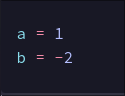 a = 1
b = -2